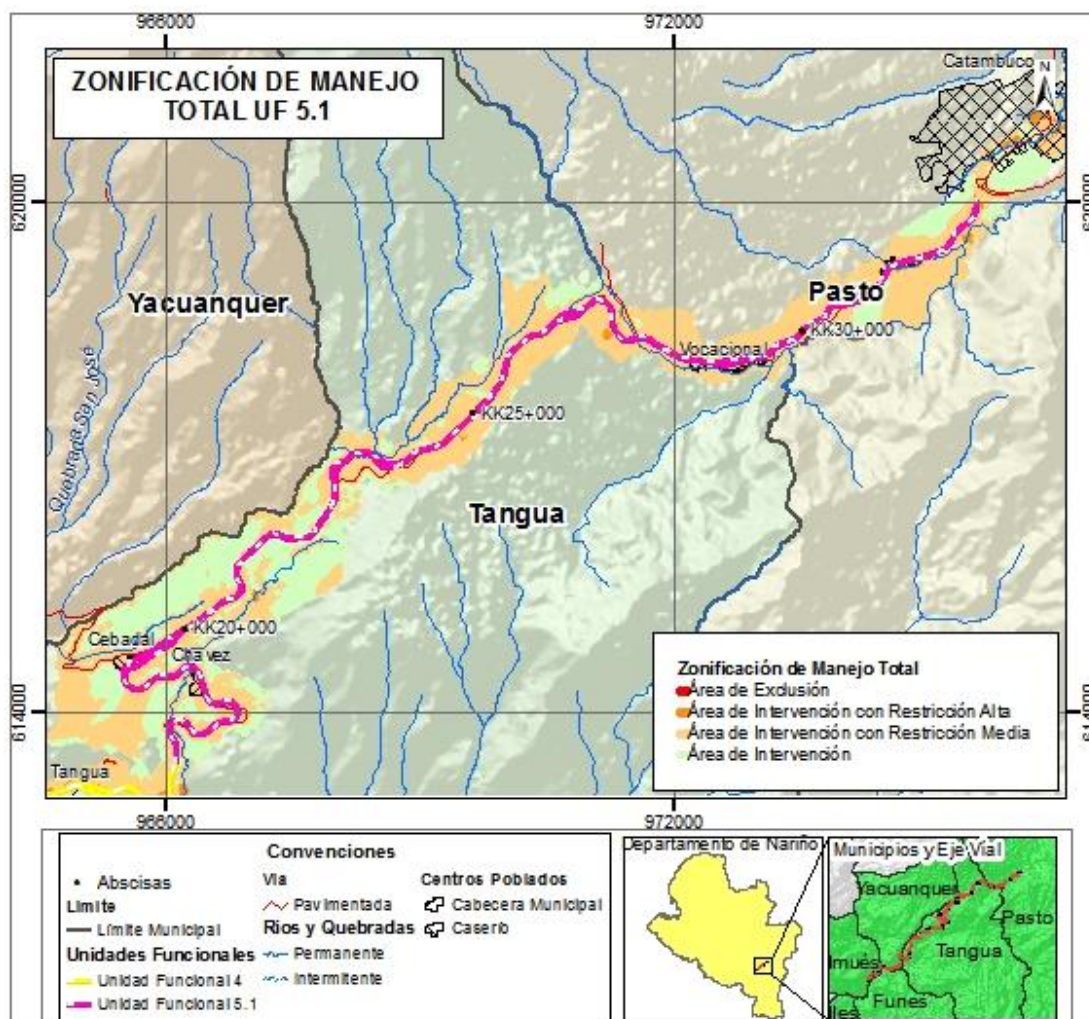 966000
972000
ZONIFICACIÓN DE MANEJO
TOTAL UF 5.1
Catambuco
N
620000
620000
Yacuanquer
Pasto
KK30+000
Vocacional
Quebrada San José
KK25+000
Tangua
KK20+000
Cebadal
Chávez
614000
614000
Tangua
Zonificación de Manejo Total
Área de Exclusión
Área de Intervención con Restricción Alta
Área de Intervención con Restricción Media
Área de Intervención
966000
972000
Convenciones
Abscisas
Límite
Límite Municipal
Unidades Funcionales
Unidad Funcional 4
Unidad Funcional 5.1
Vía
Pavimentada
Rios y Quebradas
Permanente
Intermitente
Centros Poblados
Cabecera Municipal
Caserío
Departamento de Nariño
Municipios y Eje Vial
Yacuanquer
Pasto
Tangua
Imués
Funes